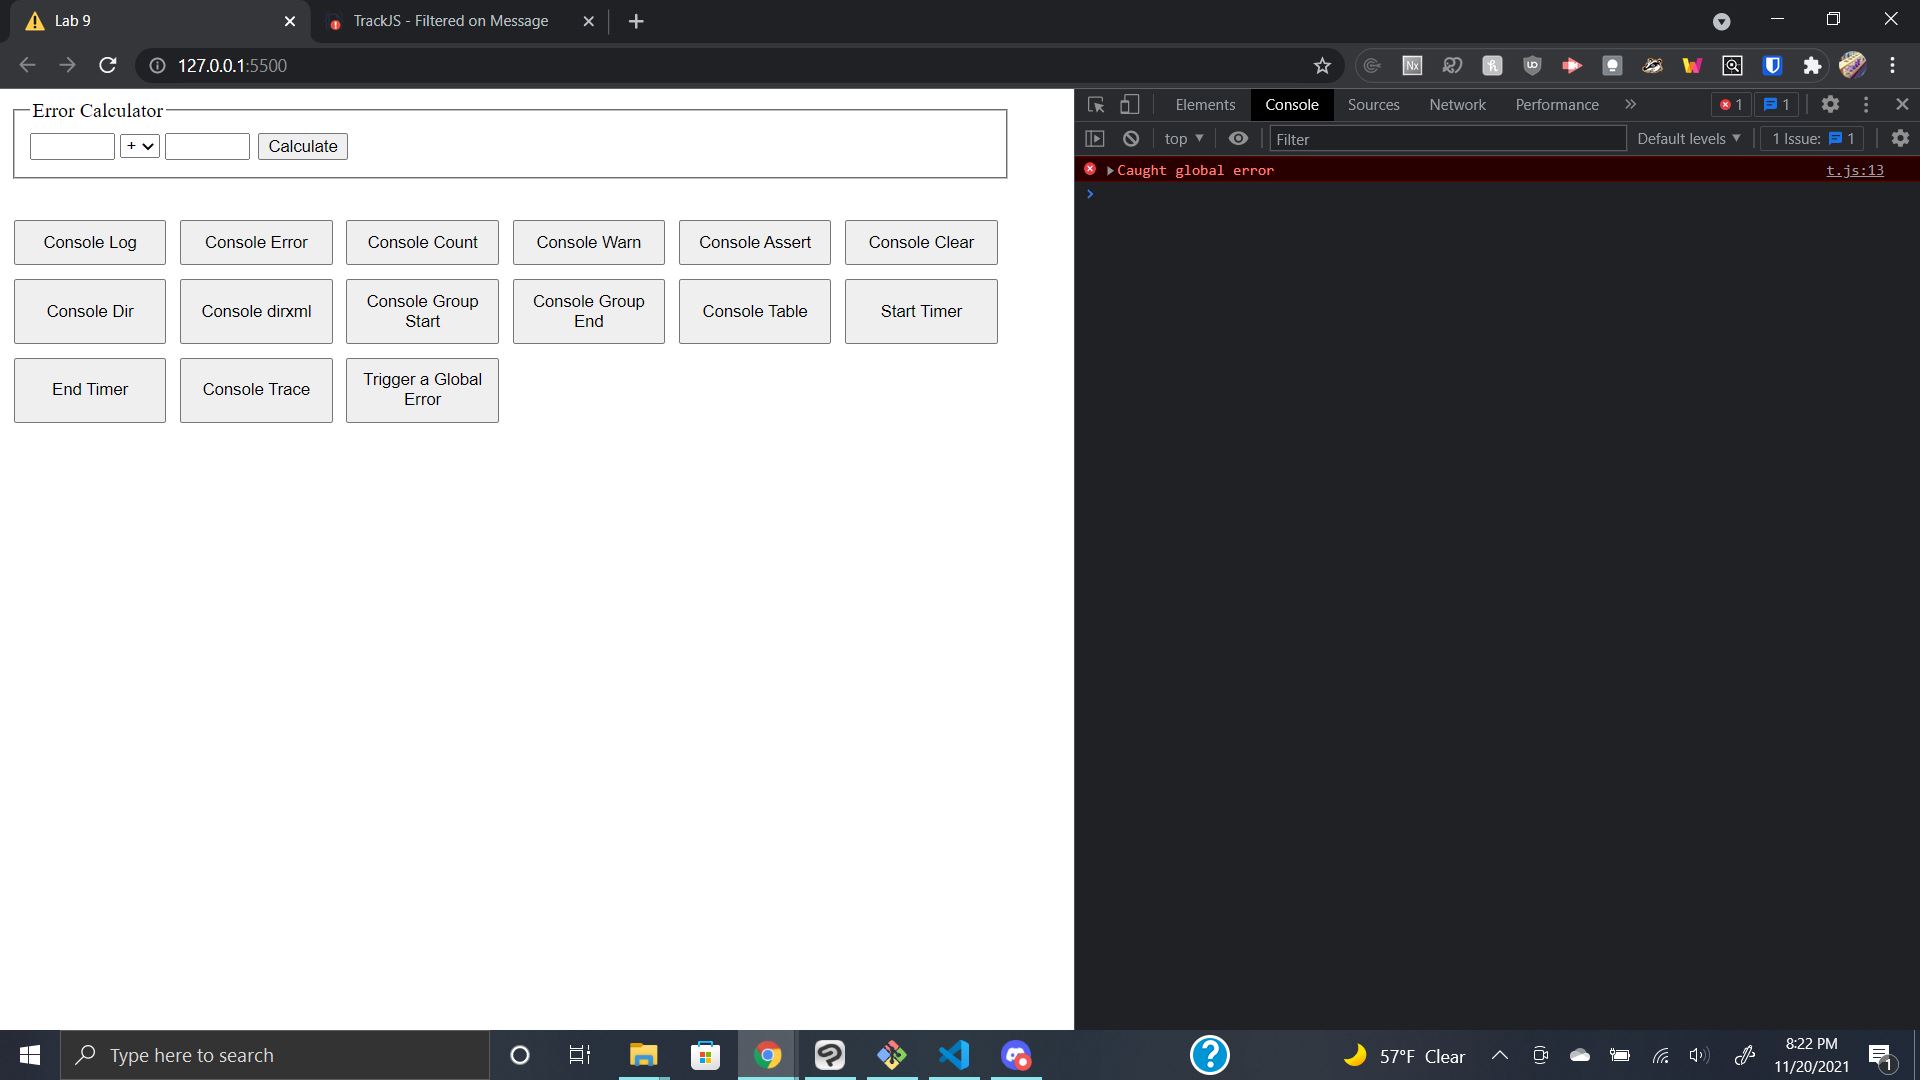 Lab 9
TrackJS - Filtered on Message
127.0.0.1:5500
Nx
UD
Error Calculator
+
Calculate
Console Log
Console Error
Console Count
Console Warn
Console Assert
Console Clear
Console Dir
Console dirxml
Console Group
Start
Console Group
End
Console Table
Start Timer
End Timer
Console Trace
Trigger a Global
Error
Elements
Console
Sources
Network
Performance
1
1
top
Filter
Default levels
1 Issue:
1
Caught global error
t.js:13
Type here to search
?
57°F Clear
8:22 PM
11/20/2021
1